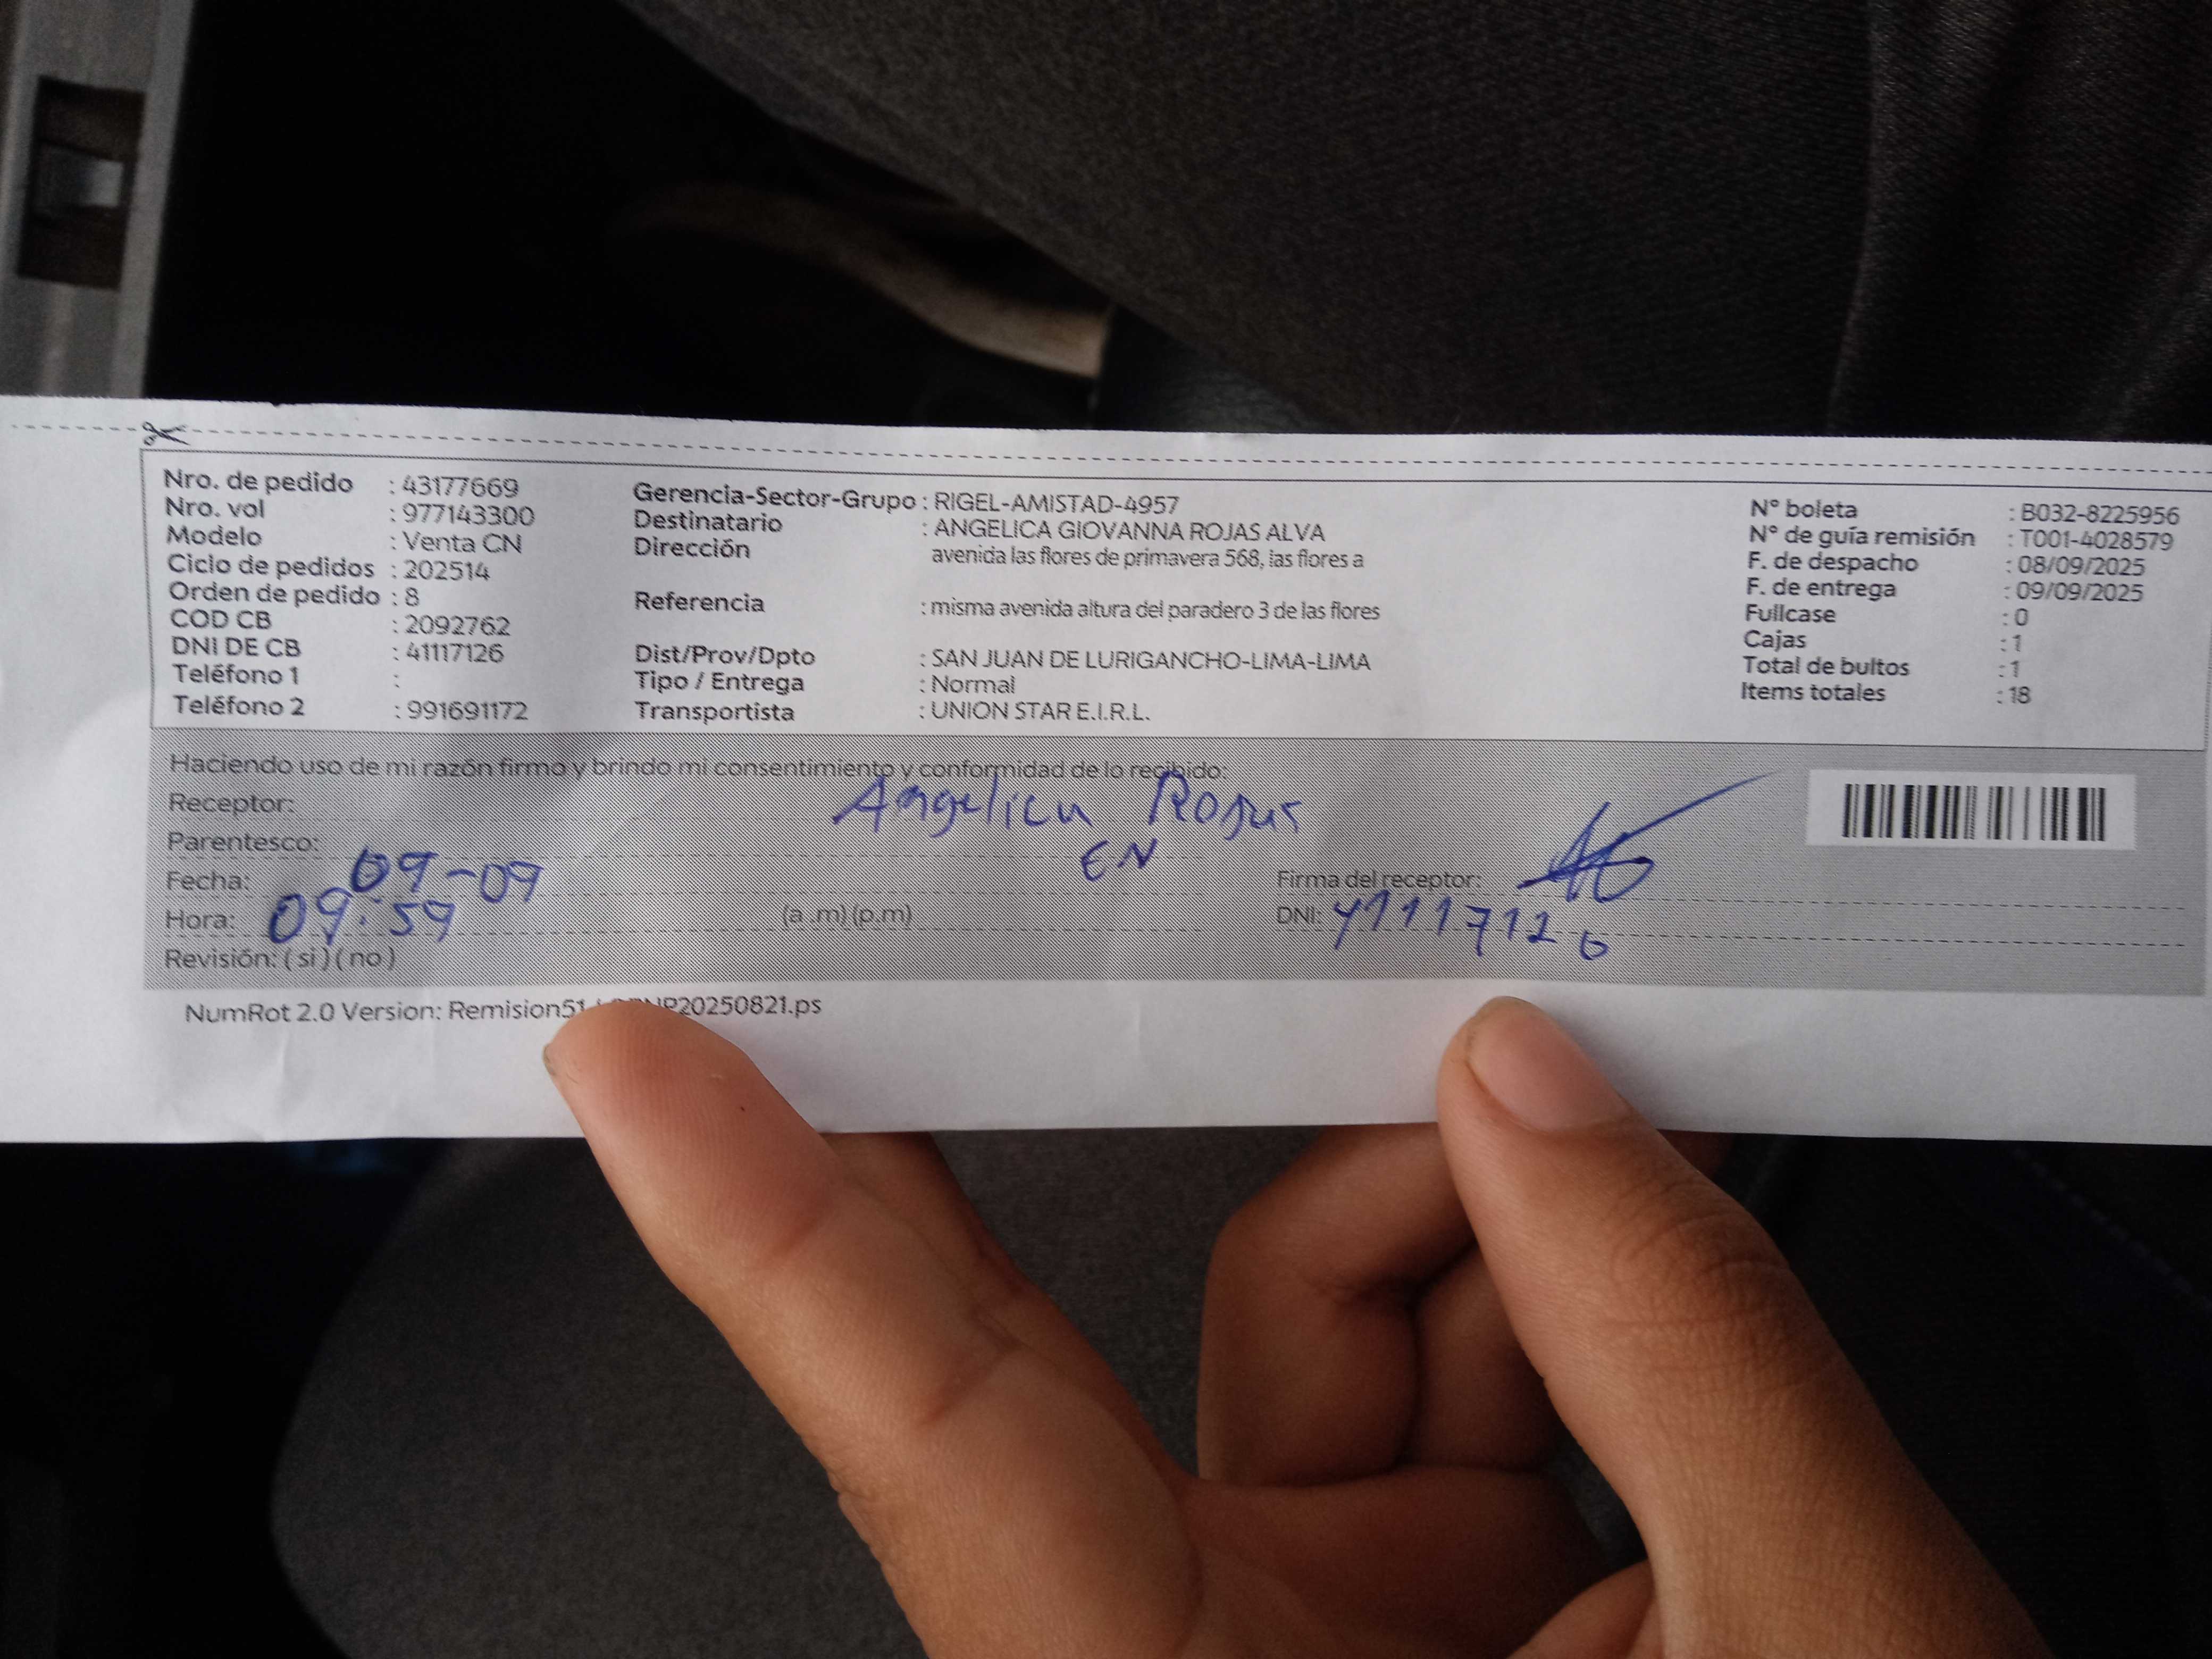 Nro. de pedido : 43177669
Nro. vol : 977143300
Modelo : Venta CN
Ciclo de pedidos : 202514
Orden de pedido : 8
COD CB : 2092762
DNI DE CB : 41117126
Teléfono 1 :
Teléfono 2 : 991691172
Gerencia-Sector-Grupo : RIGEL-AMISTAD-4957
Destinatario : ANGELICA GIOVANNA ROJAS ALVA
Dirección avenida las flores de primavera 568, las flores a
Referencia : misma avenida altura del paradero 3 de las flores
Dist/Prov/Dpto : SAN JUAN DE LURIGANCHO-LIMA-LIMA
Tipo / Entrega : Normal
Transportista : UNION STAR E.I.R.L.
N° boleta : B032-8225956
N° de guía remisión : T001-4028579
F. de despacho : 08/09/2025
F. de entrega : 09/09/2025
Fullcase : 0
Cajas : 1
Total de bultos : 1
Items totales : 18
Haciendo uso de mi razón firmo y brindo mi consentimiento y conformidad de lo recibido:
Receptor: Angelica Rojas
Parentesco: EN
Fecha: 09-09
Firma del receptor:
Hora: 09:59 (a .m) (p.m)
DNI: 41117126
Revisión: ( si ) ( no )
NumRot 2.0 Version: Remision51 20250821.ps